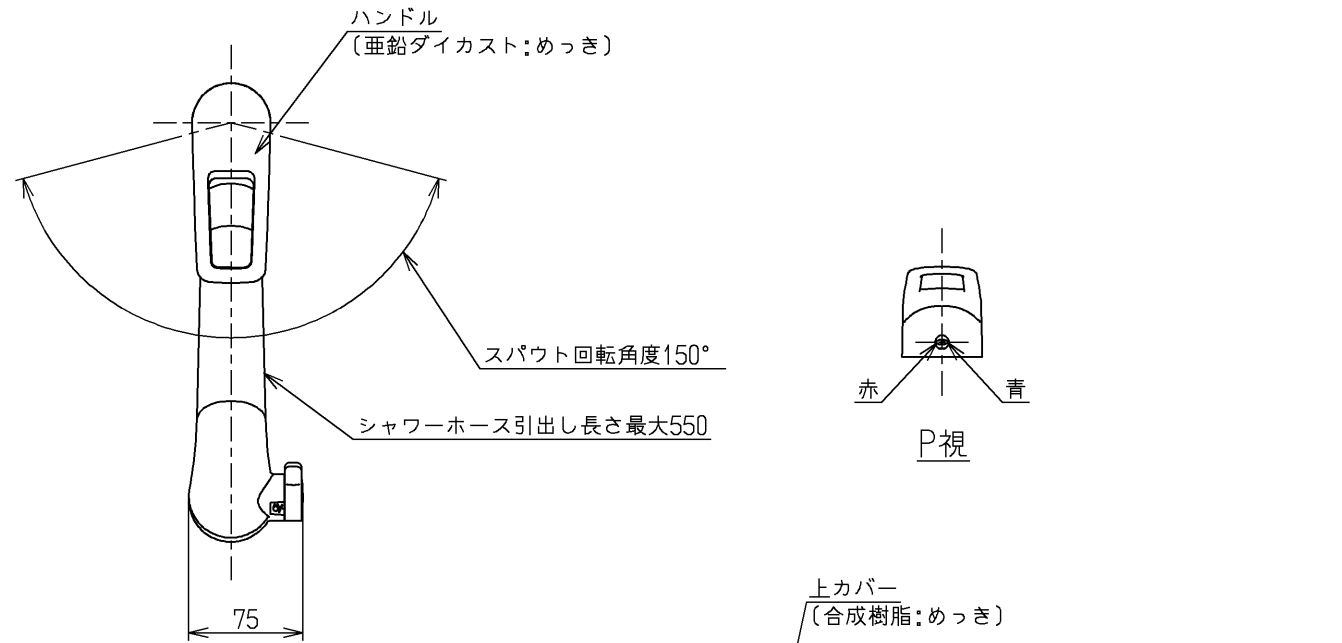 ハンドル
(亜鉛ダイカスト:めっき)
スパウト回転角度150°
シャワーホース引出し長さ最大550
赤
青
P視
75
上カバー
(合成樹脂:めっき)